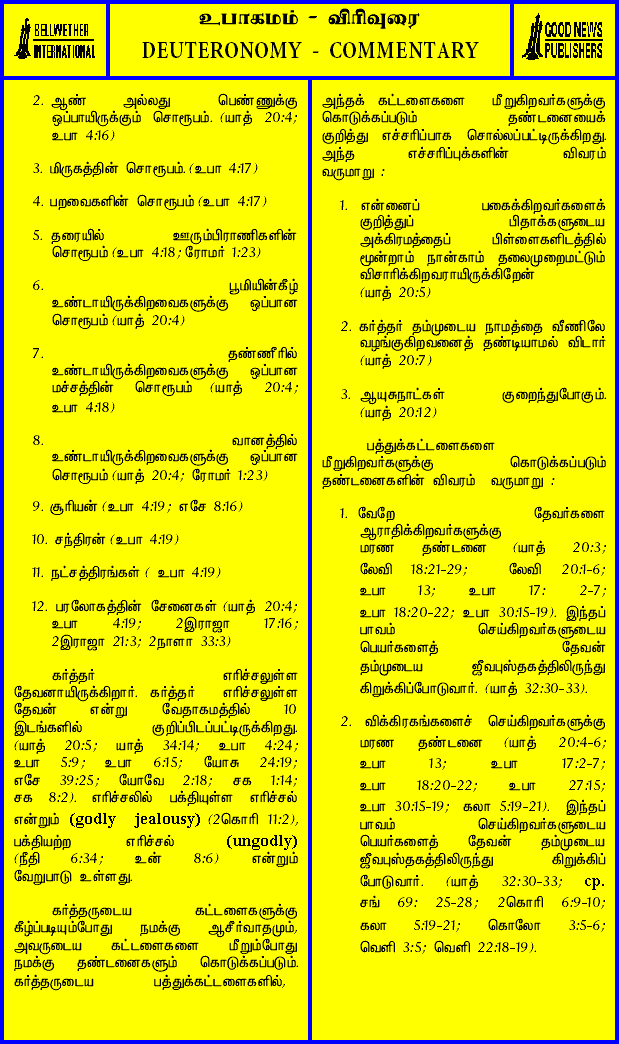 BELLWETHER
INTERNATIONAL
உபாகமம் - விரிவுரை
DEUTERONOMY - COMMENTARY
GOOD NEWS
PUBLISHERS
2. ஆண் அல்லது பெண்ணுக்கு
ஒப்பாயிருக்கும் சொரூபம். (யாத் 20:4;
உபா 4:16)
3. மிருகத்தின் சொரூபம். (உபா 4:17)
4. பறவைகளின் சொரூபம் (உபா 4:17)
5. தரையில் ஊரும்பிராணிகளின்
சொரூபம் (உபா 4:18; ரோமர் 1:23)
6. பூமியின்கீழ்
உண்டாயிருக்கிறவைகளுக்கு ஒப்பான
சொரூபம் (யாத் 20:4)
7. தண்ணீரில்
உண்டாயிருக்கிறவைகளுக்கு ஒப்பான
மச்சத்தின் சொரூபம் (யாத் 20:4;
உபா 4:18)
8. வானத்தில்
உண்டாயிருக்கிறவைகளுக்கு ஒப்பான
சொரூபம் (யாத் 20:4; ரோமர் 1:23)
9. சூரியன் (உபா 4:19; எசே 8:16)
10. சந்திரன் (உபா 4:19)
11. நட்சத்திரங்கள் ( உபா 4:19)
12. பரலோகத்தின் சேனைகள் (யாத் 20:4;
உபா 4:19; 2இராஜா 17:16;
2இராஜா 21:3; 2நாளா 33:3)
கர்த்தர் எரிச்சலுள்ள
தேவனாயிருக்கிறார். கர்த்தர் எரிச்சலுள்ள
தேவன் என்று வேதாகமத்தில் 10
இடங்களில் குறிப்பிடப்பட்டிருக்கிறது.
(யாத் 20:5; யாத் 34:14; உபா 4:24;
உபா 5:9; உபா 6:15; யோசு 24:19;
எசே 39:25; யோவே 2:18; சக 1:14;
சக 8:2). எரிச்சலில் பக்தியுள்ள எரிச்சல்
என்றும் (godly jealousy) (2கொரி 11:2),
பக்தியற்ற எரிச்சல் (ungodly)
(நீதி 6:34; உன் 8:6) என்றும்
வேறுபாடு உள்ளது.
கர்த்தருடைய கட்டளைகளுக்கு
கீழ்ப்படியும்போது நமக்கு ஆசீர்வாதமும்,
அவருடைய கட்டளைகளை மீறும்போது
நமக்கு தண்டனைகளும் கொடுக்கப்படும்.
கர்த்தருடைய பத்துக்கட்டளைகளில்,
அந்தக் கட்டளைகளை மீறுகிறவர்களுக்கு
கொடுக்கப்படும் தண்டனையைக்
குறித்து எச்சரிப்பாக சொல்லப்பட்டிருக்கிறது.
அந்த எச்சரிப்புக்களின் விவரம்
வருமாறு :
1. என்னைப் பகைக்கிறவர்களைக்
குறித்துப் பிதாக்களுடைய
அக்கிரமத்தைப் பிள்ளைகளிடத்தில்
மூன்றாம் நான்காம் தலைமுறைமட்டும்
விசாரிக்கிறவராயிருக்கிறேன்
(யாத் 20:5)
2. கர்த்தர் தம்முடைய நாமத்தை வீணிலே
வழங்குகிறவனைத் தண்டியாமல் விடார்
(யாத் 20:7)
3. ஆயுசுநாட்கள் குறைந்துபோகும்.
(யாத் 20:12)
பத்துக்கட்டளைகளை
மீறுகிறவர்களுக்கு கொடுக்கப்படும்
தண்டனைகளின் விவரம் வருமாறு :
1. வேறே தேவர்களை
ஆராதிக்கிறவர்களுக்கு
மரண தண்டனை (யாத் 20:3;
லேவி 18:21-29; லேவி 20:1-6;
உபா 13; உபா 17: 2-7;
உபா 18:20-22; உபா 30:15-19). இந்தப்
பாவம் செய்கிறவர்களுடைய
பெயர்களைத் தேவன்
தம்முடைய ஜீவபுஸ்தகத்திலிருந்து
கிறுக்கிப்போடுவார். (யாத் 32:30-33).
2. விக்கிரகங்களைச் செய்கிறவர்களுக்கு
மரண தண்டனை (யாத் 20:4-6;
உபா 13; உபா 17:2-7;
உபா 18:20-22; உபா 27:15;
உபா 30:15-19; கலா 5:19-21). இந்தப்
பாவம் செய்கிறவர்களுடைய
பெயர்களைத் தேவன் தம்முடைய
ஜீவபுஸ்தகத்திலிருந்து கிறுக்கிப்
போடுவார். (யாத் 32:30-33; cp.
சங் 69: 25-28; 2கொரி 6:9-10;
கலா 5:19-21; கொலோ 3:5-6;
வெளி 3:5; வெளி 22:18-19).